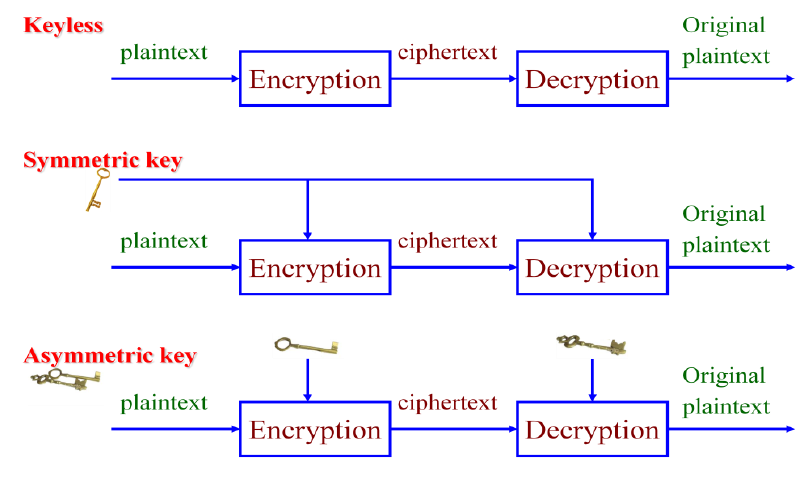 Keyless
plaintext
Encryption
ciphertext
Decryption
Original
plaintext
Symmetric key
plaintext
Encryption
ciphertext
Decryption
Original
plaintext
Asymmetric key
plaintext
Encryption
ciphertext
Decryption
Original
plaintext